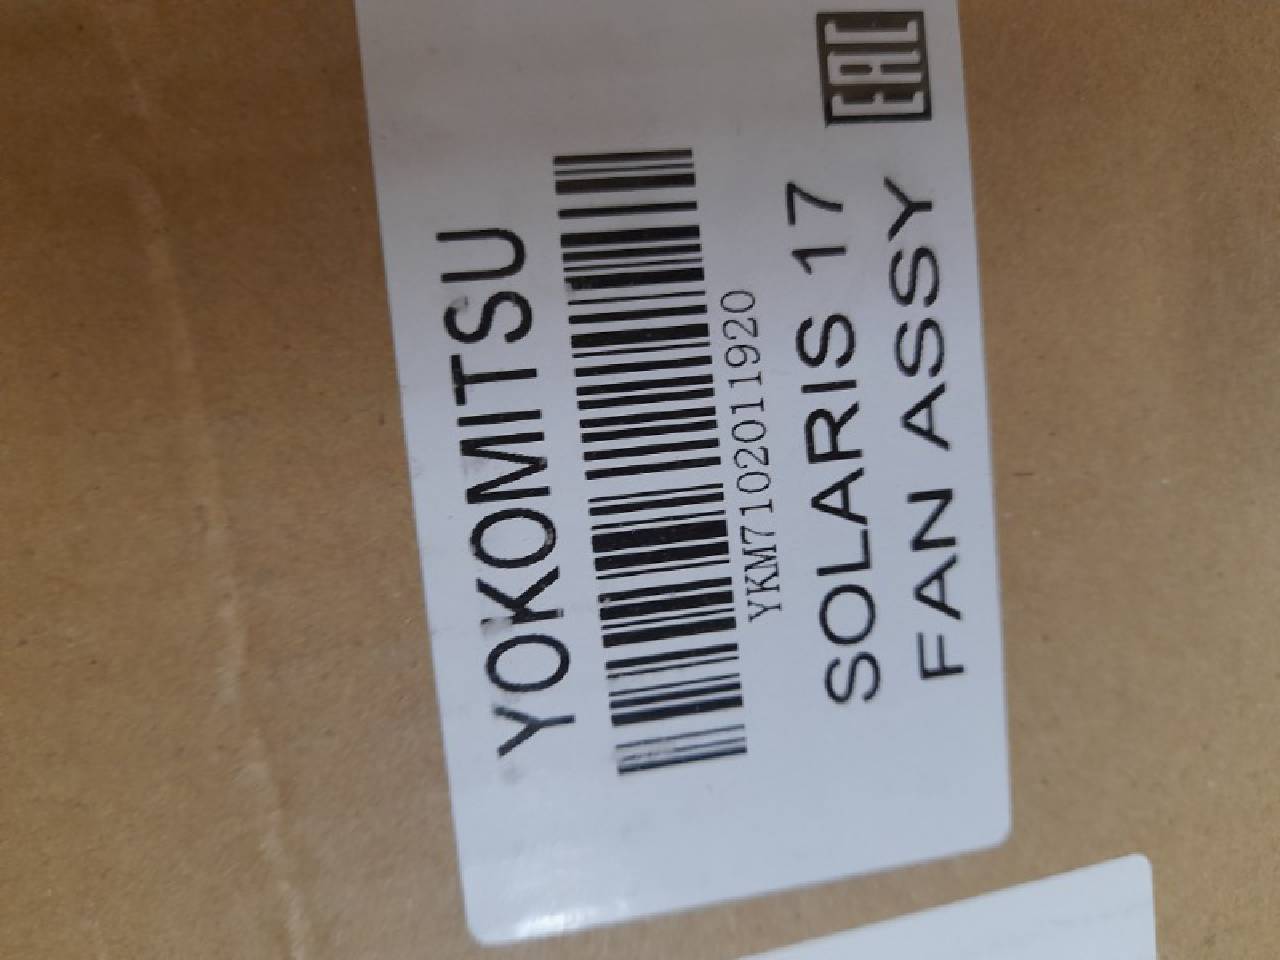 YOKOMITSU
YKM7102011920
SOLARIS 17
FAN ASSY
EAC